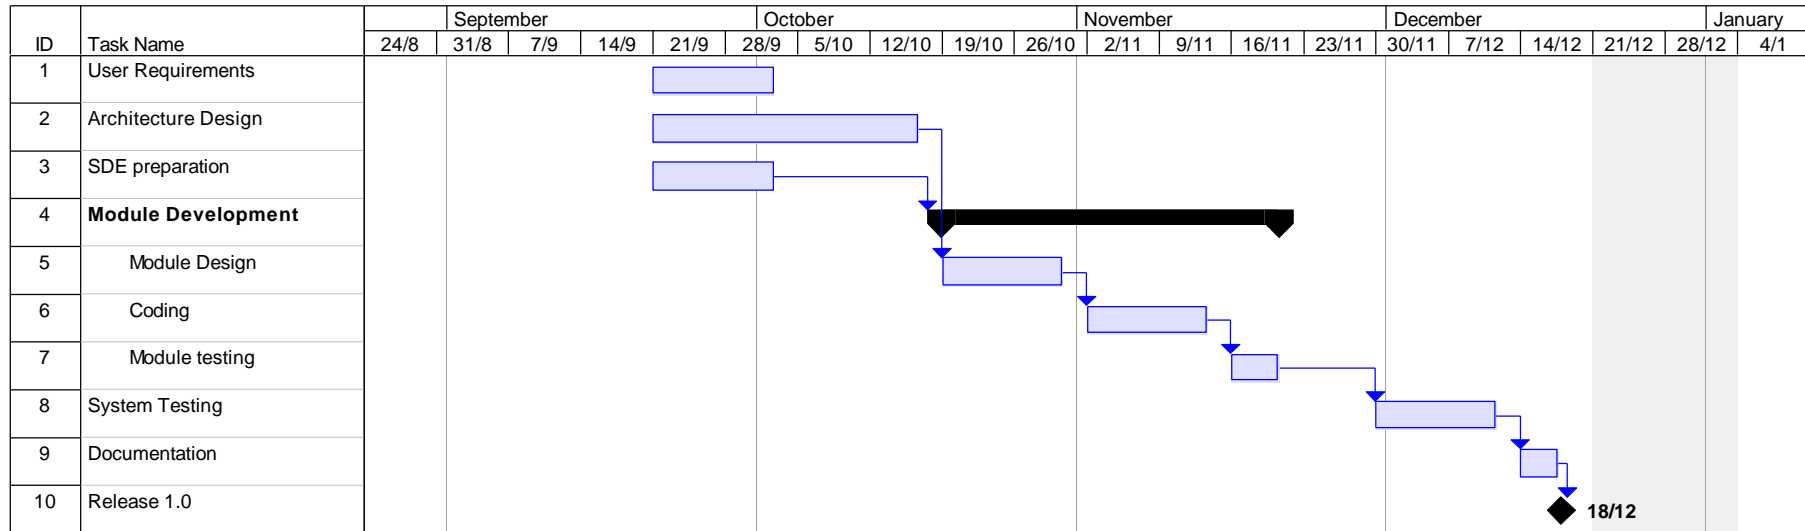 September October November December January
ID Task Name 24/8 31/8 7/9 14/9 21/9 28/9 5/10 12/10 19/10 26/10 2/11 9/11 16/11 23/11 30/11 7/12 14/12 21/12 28/12 4/1
1 User Requirements
2 Architecture Design
3 SDE preparation
4 Module Development
5 Module Design
6 Coding
7 Module testing
8 System Testing
9 Documentation
10 Release 1.0 18/12